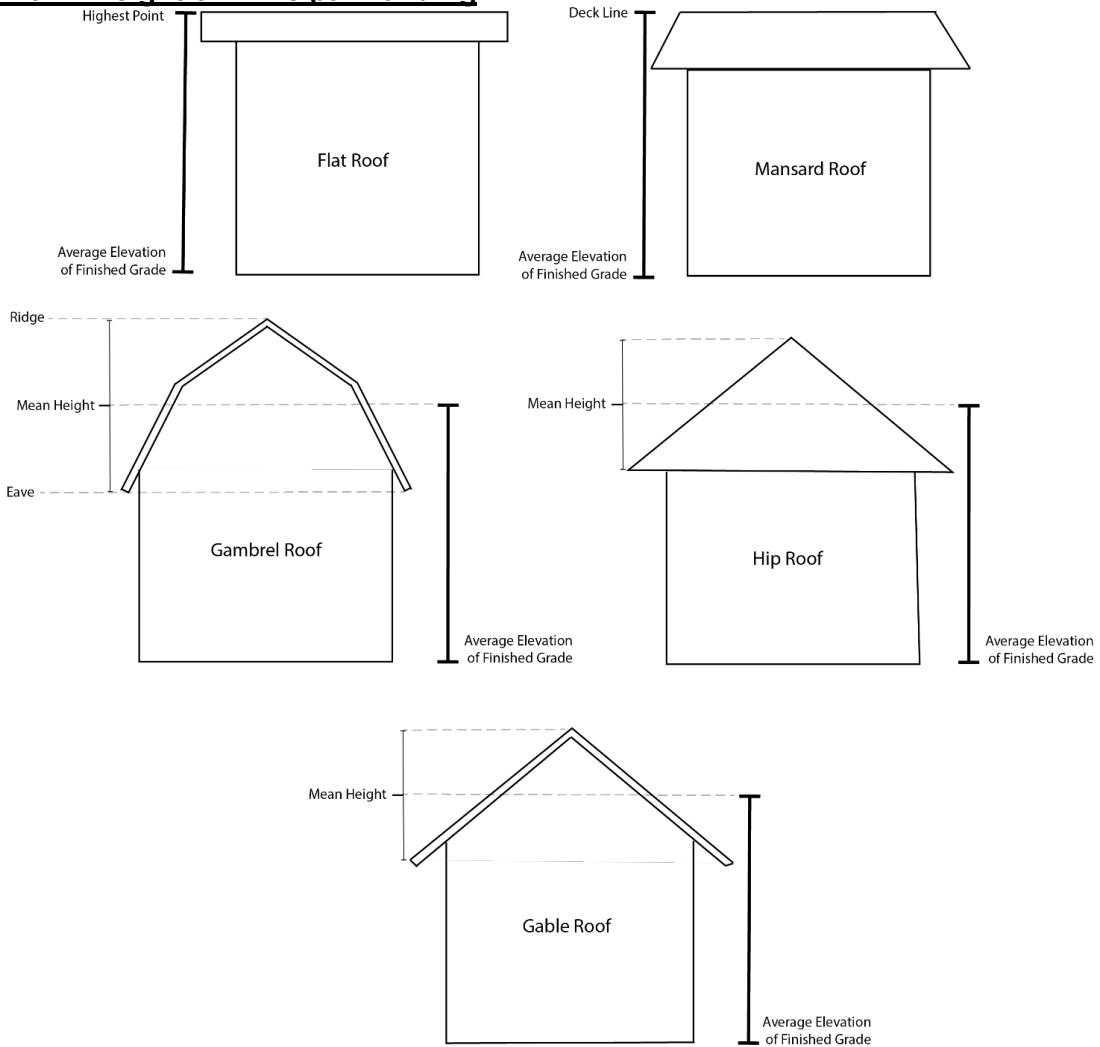 Highest Point
Deck Line
Flat Roof
Mansard Roof
Average Elevation
of Finished Grade
Average Elevation
of Finished Grade
Ridge
Mean Height
Eave
Gambrel Roof
Average Elevation
of Finished Grade
Mean Height
Hip Roof
Average Elevation
of Finished Grade
Mean Height
Gable Roof
Average Elevation
of Finished Grade